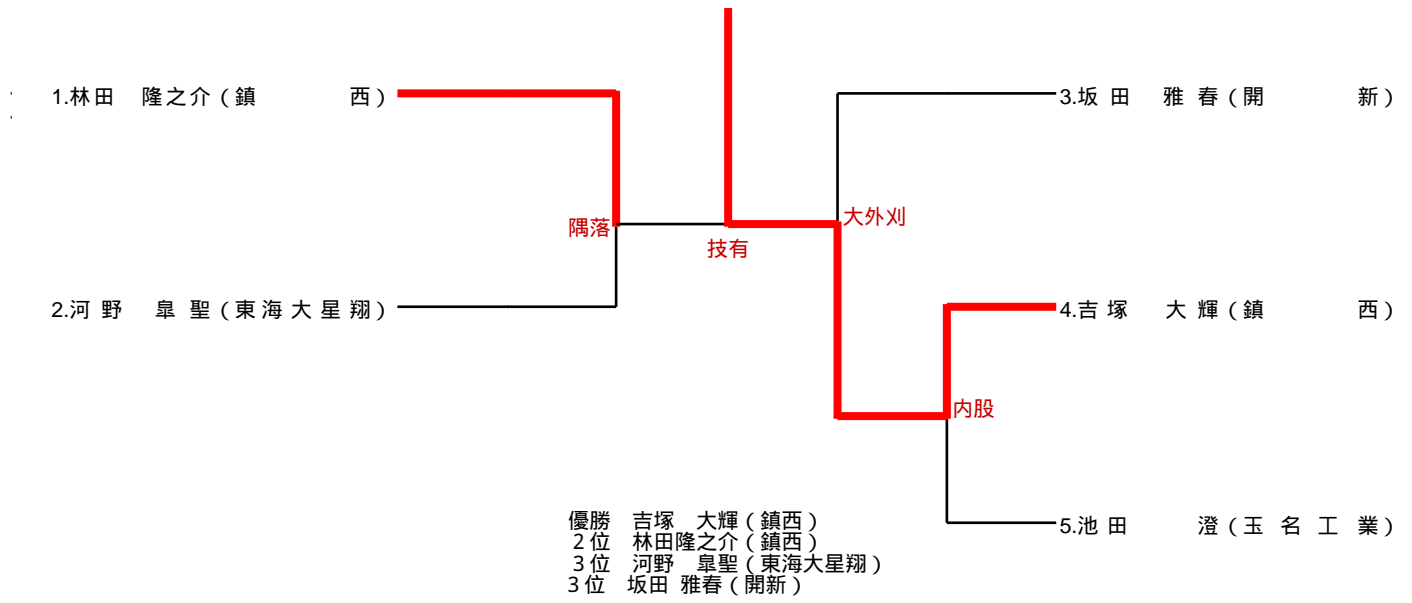 1.林田 隆之介(鎮 西)
3.坂田 雅春(開 新)
大外刈
隅落
技有
2.河野 皐聖(東海大星翔)
4.吉塚 大輝(鎮 西)
内股
優勝 吉塚 大輝(鎮西)
2位 林田隆之介(鎮西)
3位 河野 皐聖(東海大星翔)
3位 坂田 雅春(開新)
5.池田 澄(玉名工業)